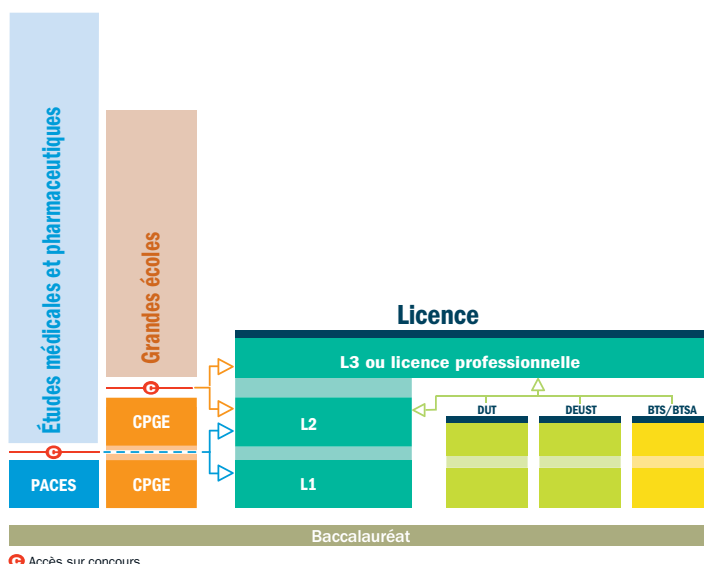 Études médicales et pharmaceutiques
Grandes écoles
Licence
L3 ou licence professionnelle
C
CPGE
L2
DUT
DEUST
BTS/BTSA
C
PACES
CPGE
L1
Baccalauréat
C Accès sur concours